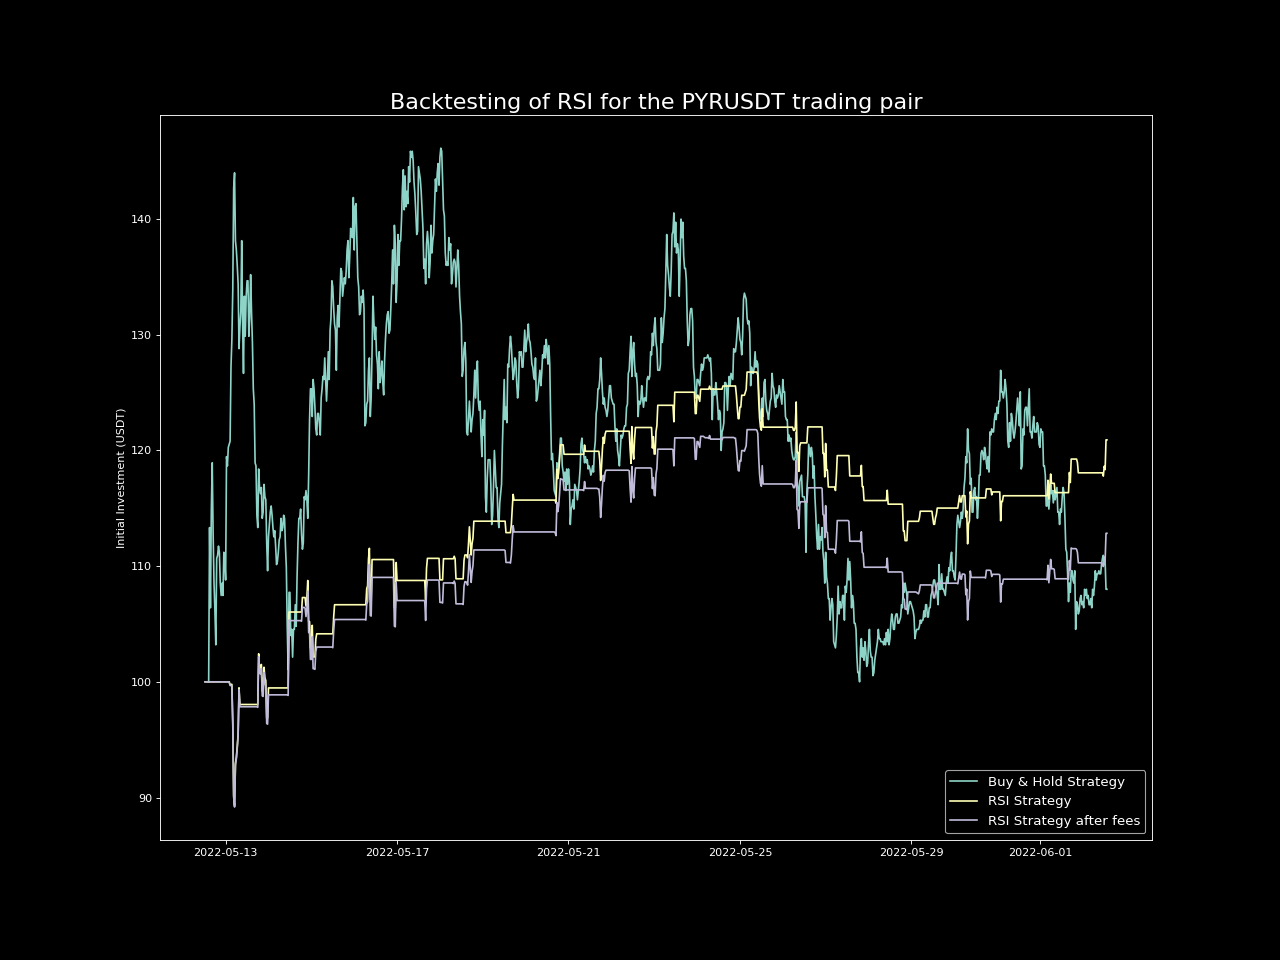 Backtesting of RSI for the PYRUSDT trading pair
Initial Investment (USDT)
140
130
120
110
100
90
2022-05-13
2022-05-17
2022-05-21
2022-05-25
2022-05-29
2022-06-01
Buy & Hold Strategy
RSI Strategy
RSI Strategy after fees